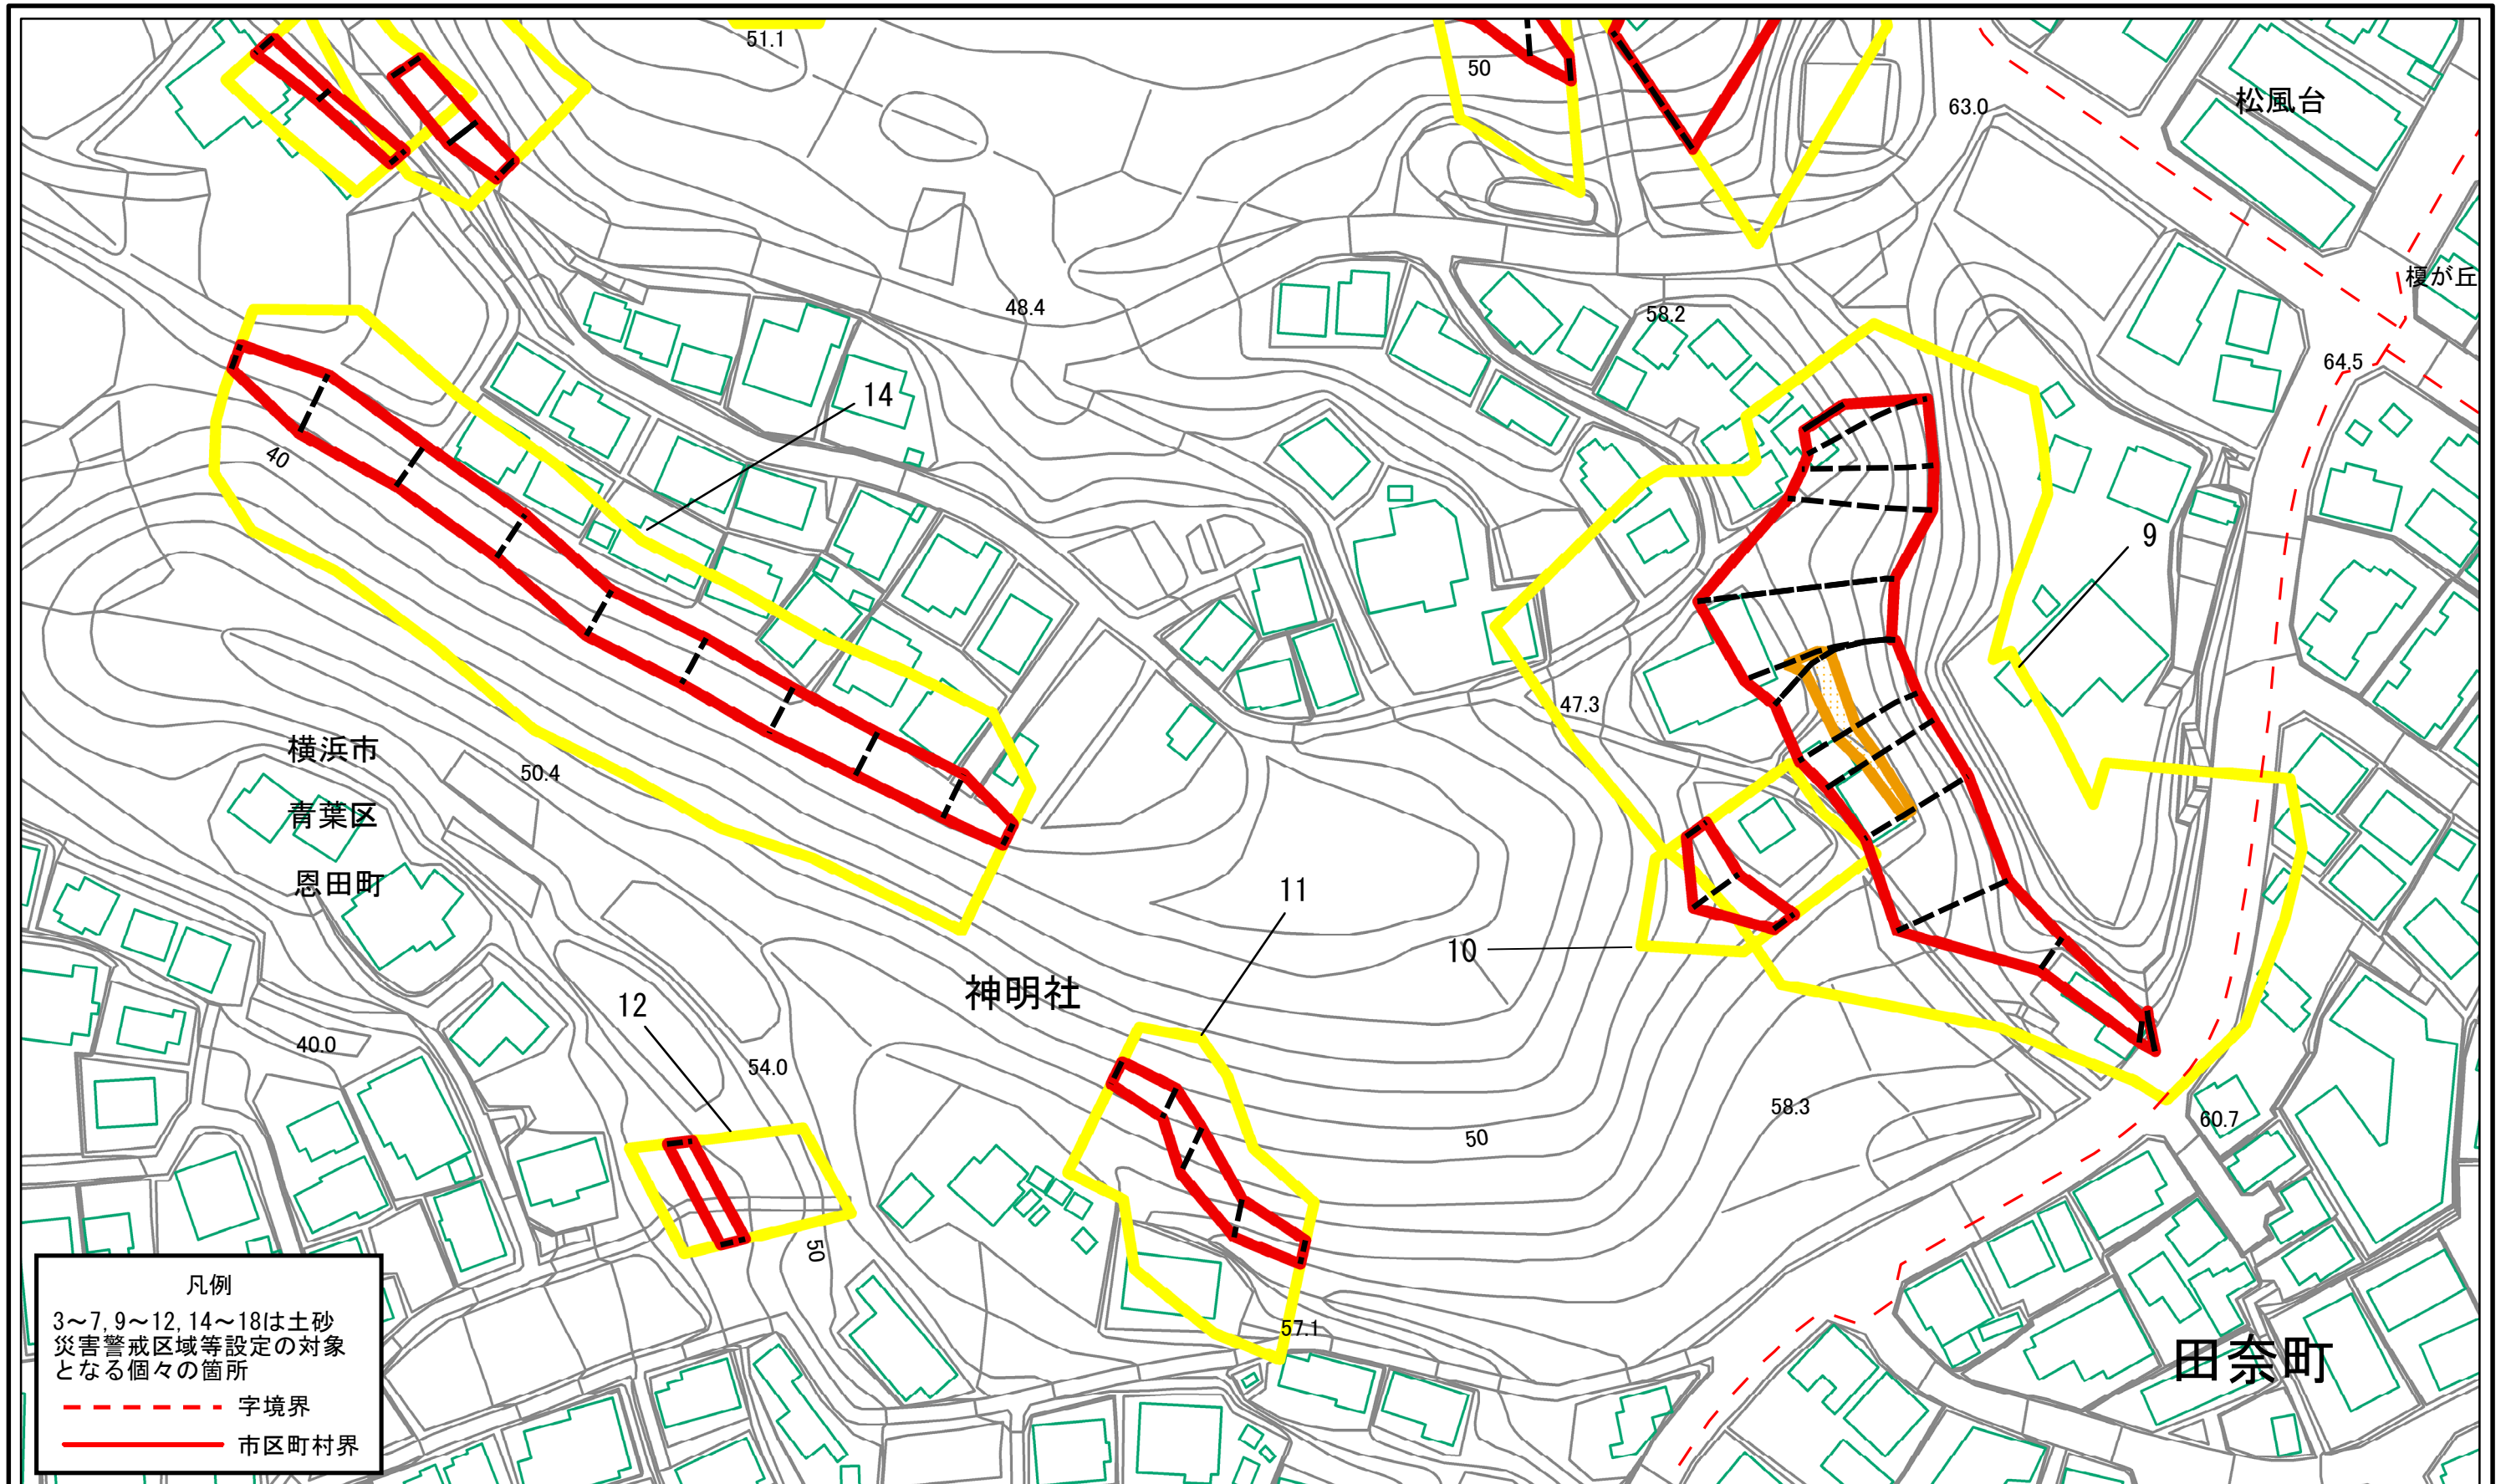 51.1
50
63.0
松風台
榎が丘
48.4
58.2
64.5
14
40
9
47.3
横浜市
50.4
青葉区
恩田町
11
10
神明社
12
40.0
54.0
58.3
60.7
50
50
57.1
田奈町
凡例
3～7,9～12,14～18は土砂
災害警戒区域等設定の対象
となる個々の箇所
字境界
市区町村界